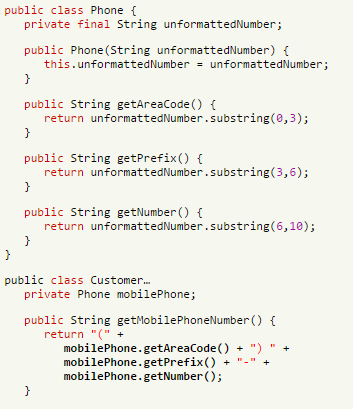 public class Phone {
   private final String unformattedNumber;

   public Phone(String unformattedNumber) {
      this.unformattedNumber = unformattedNumber;
   }

   public String getAreaCode() {
      return unformattedNumber.substring(0,3);
   }

   public String getPrefix() {
      return unformattedNumber.substring(3,6);
   }

   public String getNumber() {
      return unformattedNumber.substring(6,10);
   }
}

public class Customer…
   private Phone mobilePhone;

   public String getMobilePhoneNumber() {
      return "(" +
         mobilePhone.getAreaCode() + ") " +
         mobilePhone.getPrefix() + "-" +
         mobilePhone.getNumber();
   }